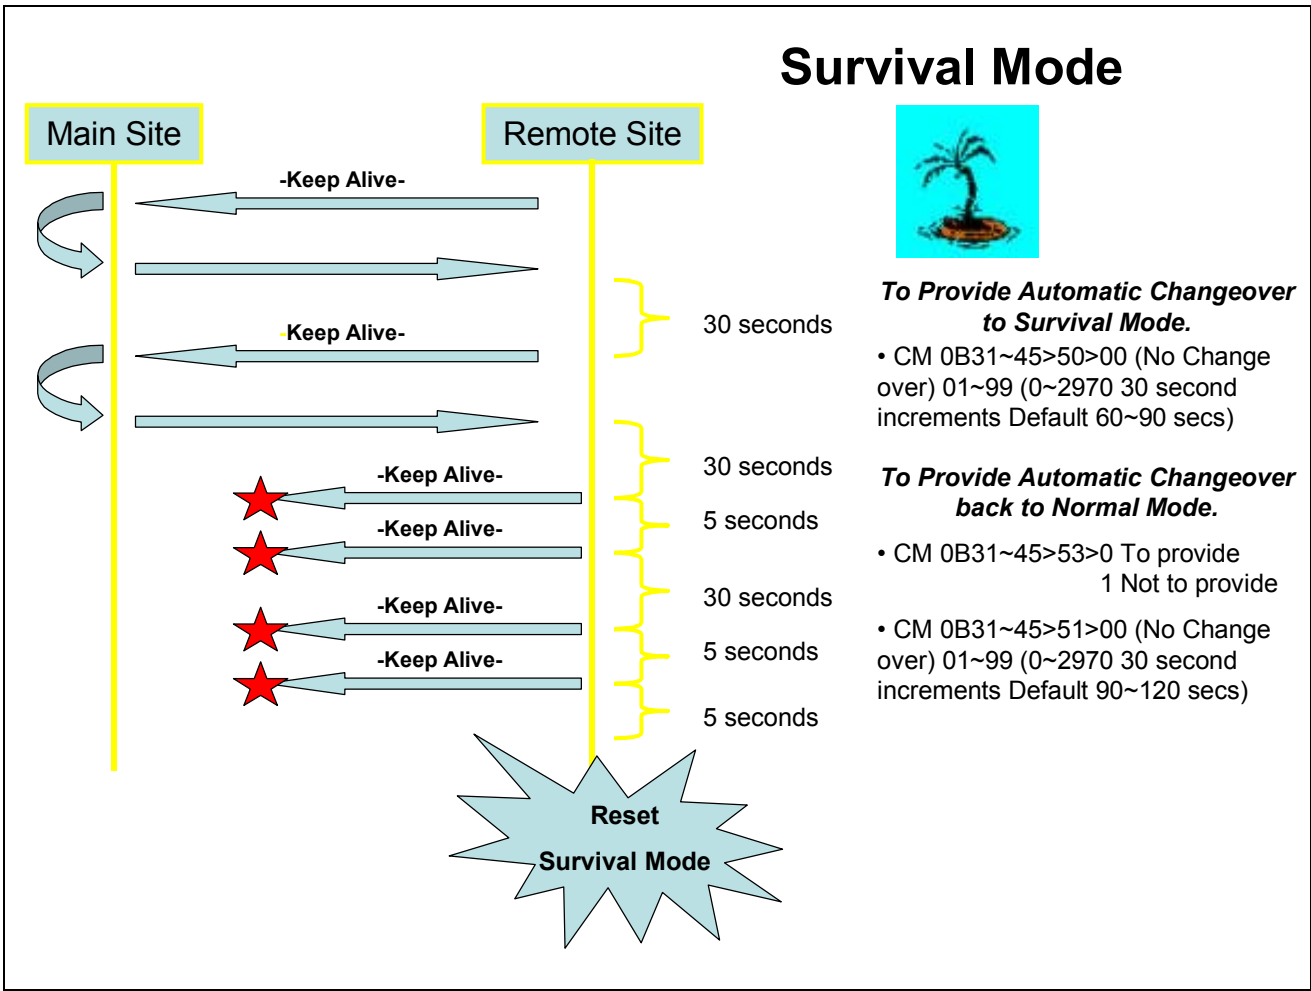 Survival Mode
Main Site
Remote Site
-Keep Alive-
30 seconds
-Keep Alive-
30 seconds
-Keep Alive-
5 seconds
-Keep Alive-
30 seconds
-Keep Alive-
5 seconds
-Keep Alive-
5 seconds
Reset
Survival Mode
To Provide Automatic Changeover
to Survival Mode.
• CM 0B31~45>50>00 (No Change
over) 01~99 (0~2970 30 second
increments Default 60~90 secs)
To Provide Automatic Changeover
back to Normal Mode.
• CM 0B31~45>53>0 To provide
1 Not to provide
• CM 0B31~45>51>00 (No Change
over) 01~99 (0~2970 30 second
increments Default 90~120 secs)